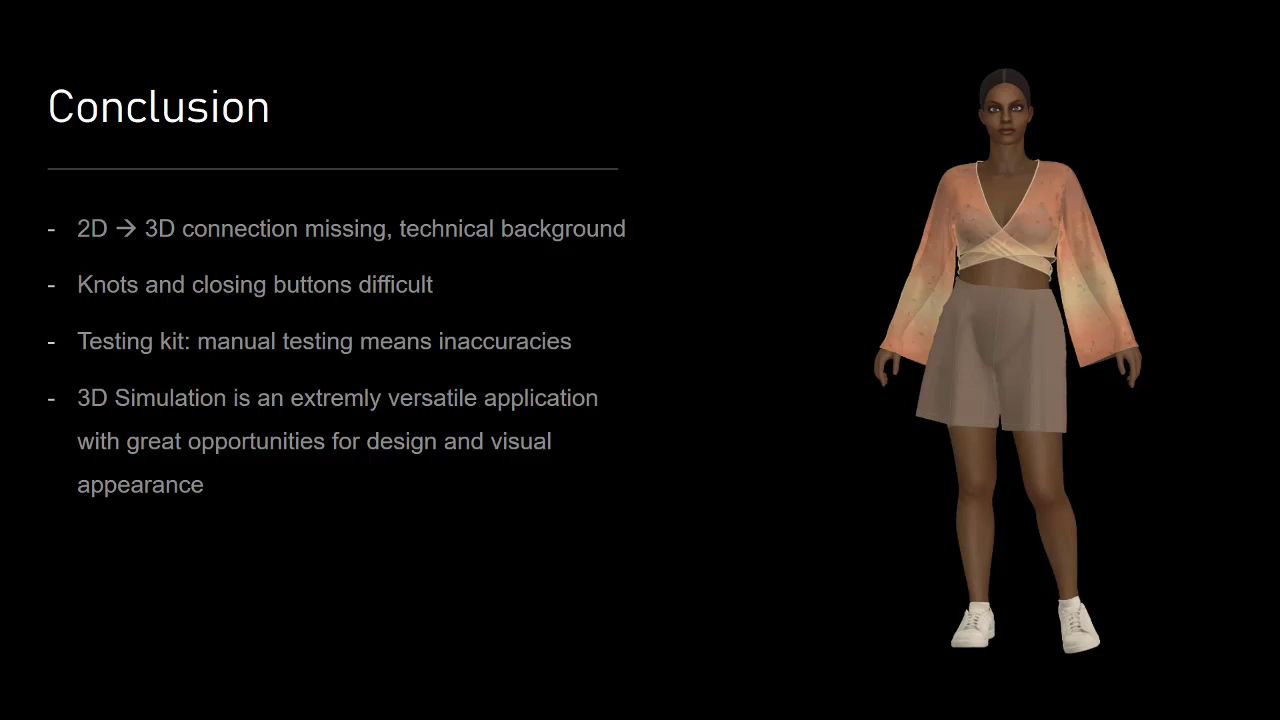 Conclusion
- 2D → 3D connection missing, technical background
- Knots and closing buttons difficult
- Testing kit: manual testing means inaccuracies
- 3D Simulation is an extremly versatile application
with great opportunities for design and visual
appearance